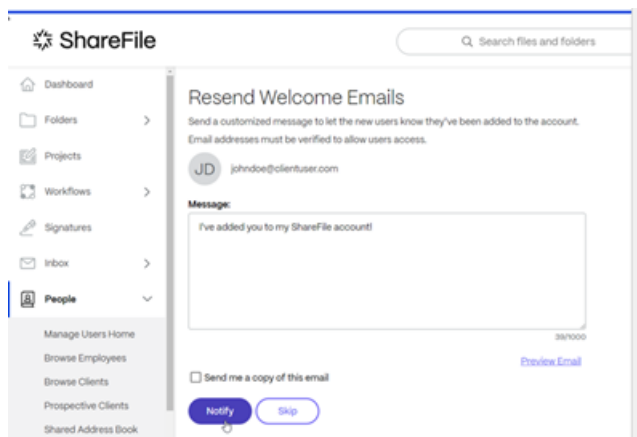 ShareFile
Search files and folders
Dashboard
Folders
Projects
Workflows
Signatures
Inbox
People
Manage Users Home
Browse Employees
Browse Clients
Prospective Clients
Shared Address Book
Resend Welcome Emails
Send a customized message to let the new users know they've been added to the account.
Email addresses must be verified to allow users access.
JD
johndoe@clientuser.com
Message:
I've added you to my ShareFile account!
39/1000
Preview Email
Send me a copy of this email
Notify
Skip